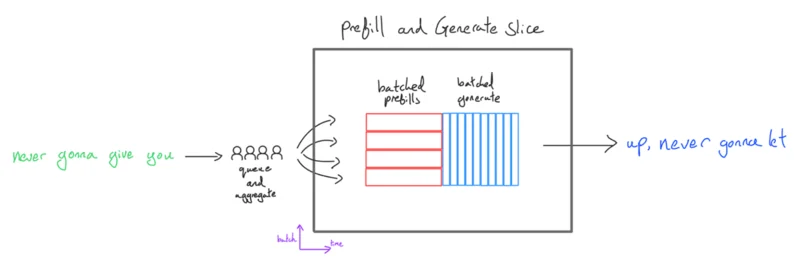 Prefill and Generate Slice
batched
prefills
batched
generate
never gonna give you
queue
and
aggregate
up, never gonna let
batch
time